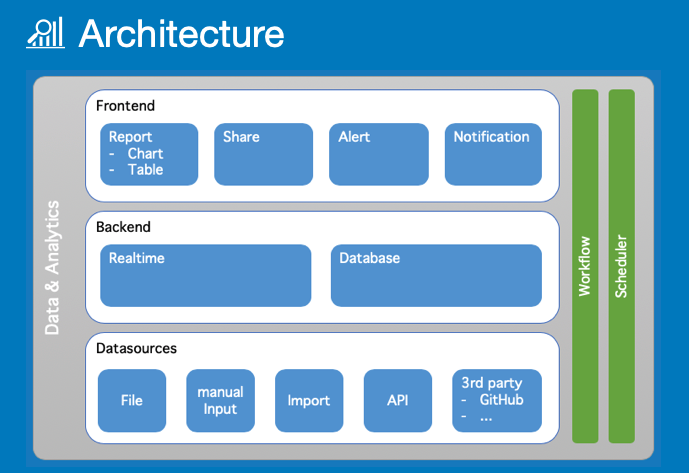 Architecture
Data & Analytics
Frontend
Report
- Chart
- Table
Share
Alert
Notification
Backend
Realtime
Database
Datasources
File
manual
Input
Import
API
3rd party
- GitHub
- ...
Workflow
Scheduler